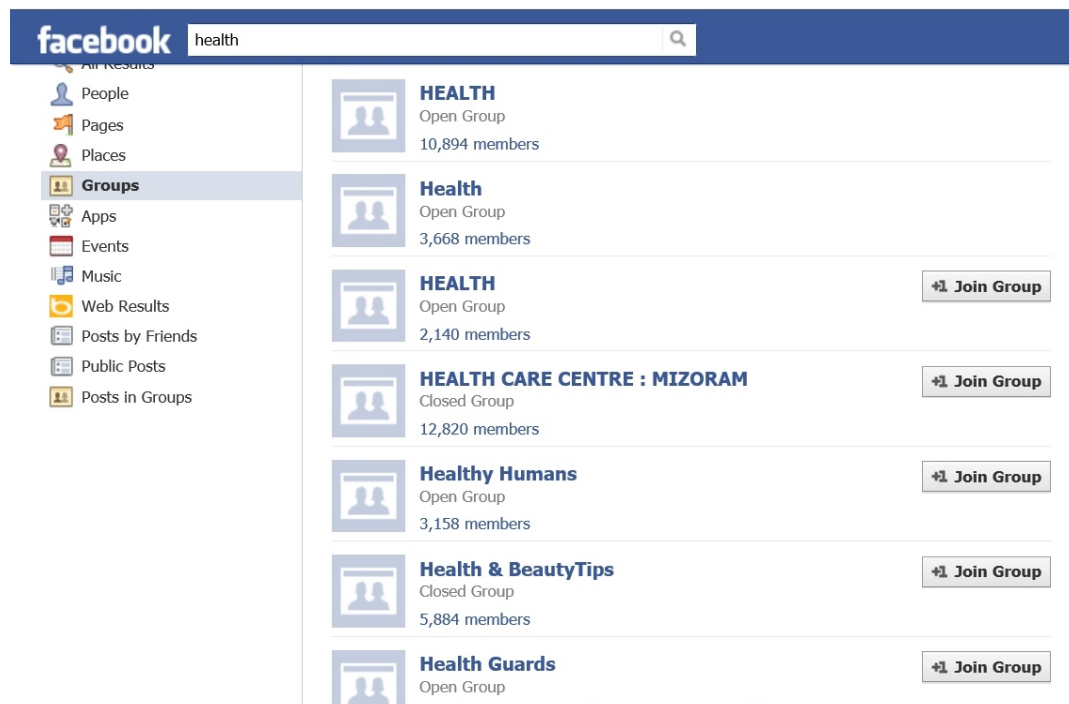 facebook health
All Results
People
Pages
Places
Groups
Apps
Events
Music
Web Results
Posts by Friends
Public Posts
Posts in Groups
HEALTH
Open Group
10,894 members
Health
Open Group
3,668 members
HEALTH
Open Group
2,140 members
+1 Join Group
HEALTH CARE CENTRE : MIZORAM
Closed Group
12,820 members
+1 Join Group
Healthy Humans
Open Group
3,158 members
+1 Join Group
Health & BeautyTips
Closed Group
5,884 members
+1 Join Group
Health Guards
Open Group
+1 Join Group